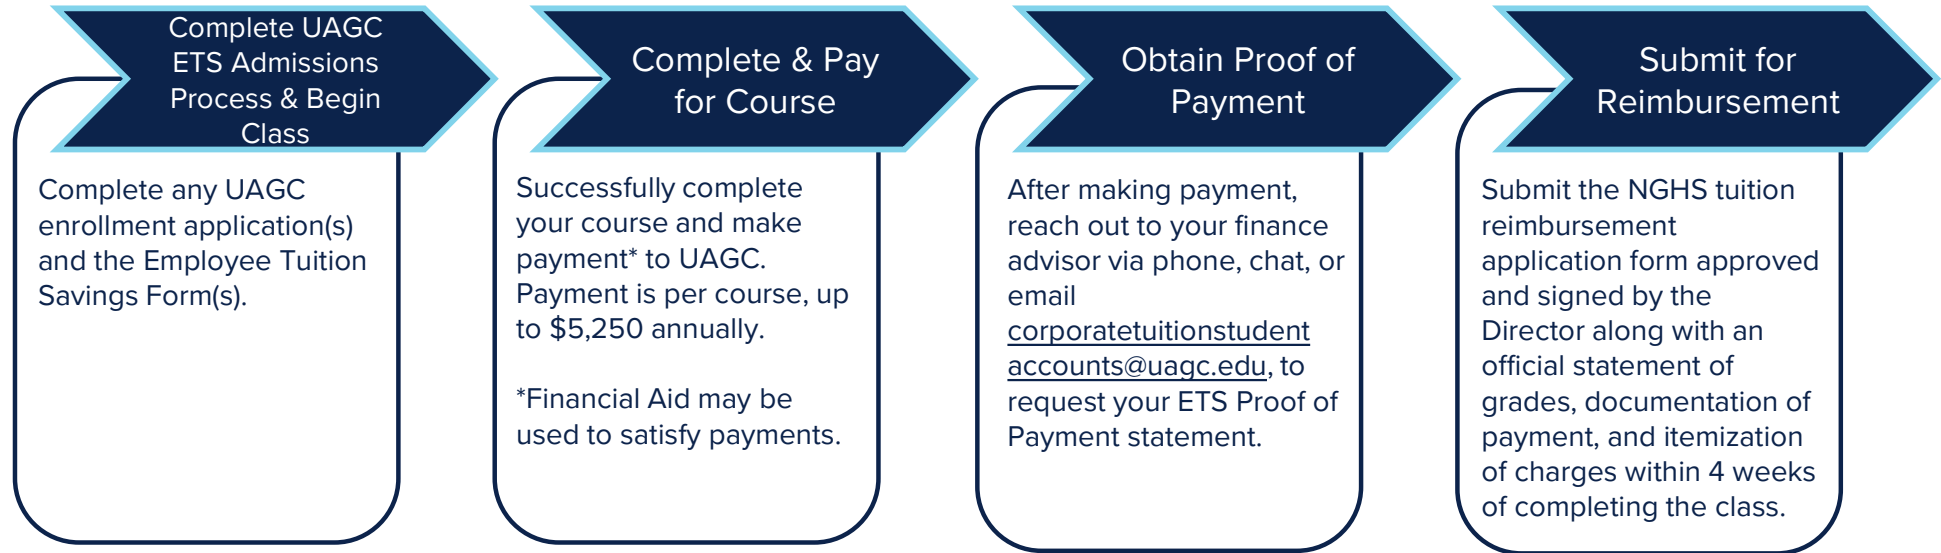 Complete UAGC
ETS Admissions
Process & Begin
Class
Complete any UAGC
enrollment application(s)
and the Employee Tuition
Savings Form(s).
Complete & Pay
for Course
Successfully complete
your course and make
payment* to UAGC.
Payment is per course, up
to $5,250 annually.
*Financial Aid may be
used to satisfy payments.
Obtain Proof of
Payment
After making payment,
reach out to your finance
advisor via phone, chat, or
email
corporatetuitionstudent
accounts@uagc.edu, to
request your ETS Proof of
Payment statement.
Submit for
Reimbursement
Submit the NGHS tuition
reimbursement
application form approved
and signed by the
Director along with an
official statement of
grades, documentation of
payment, and itemization
of charges within 4 weeks
of completing the class.